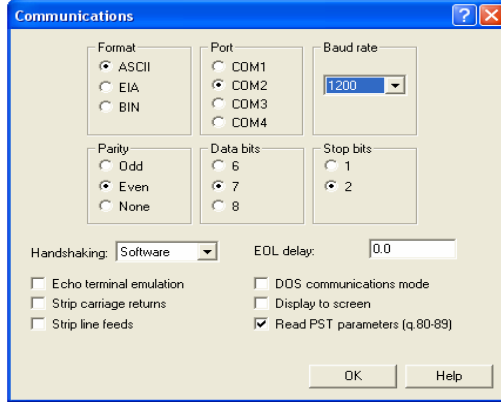 Communications
Format
ASCII
EIA
BIN
Port
COM1
COM2
COM3
COM4
Baud rate
1200
Parity
Odd
Even
None
Data bits
6
7
8
Stop bits
1
2
Handshaking: Software
EOL delay: 0.0
Echo terminal emulation
Strip carriage returns
Strip line feeds
DOS communications mode
Display to screen
Read PST parameters (q.80-89)
OK
Help